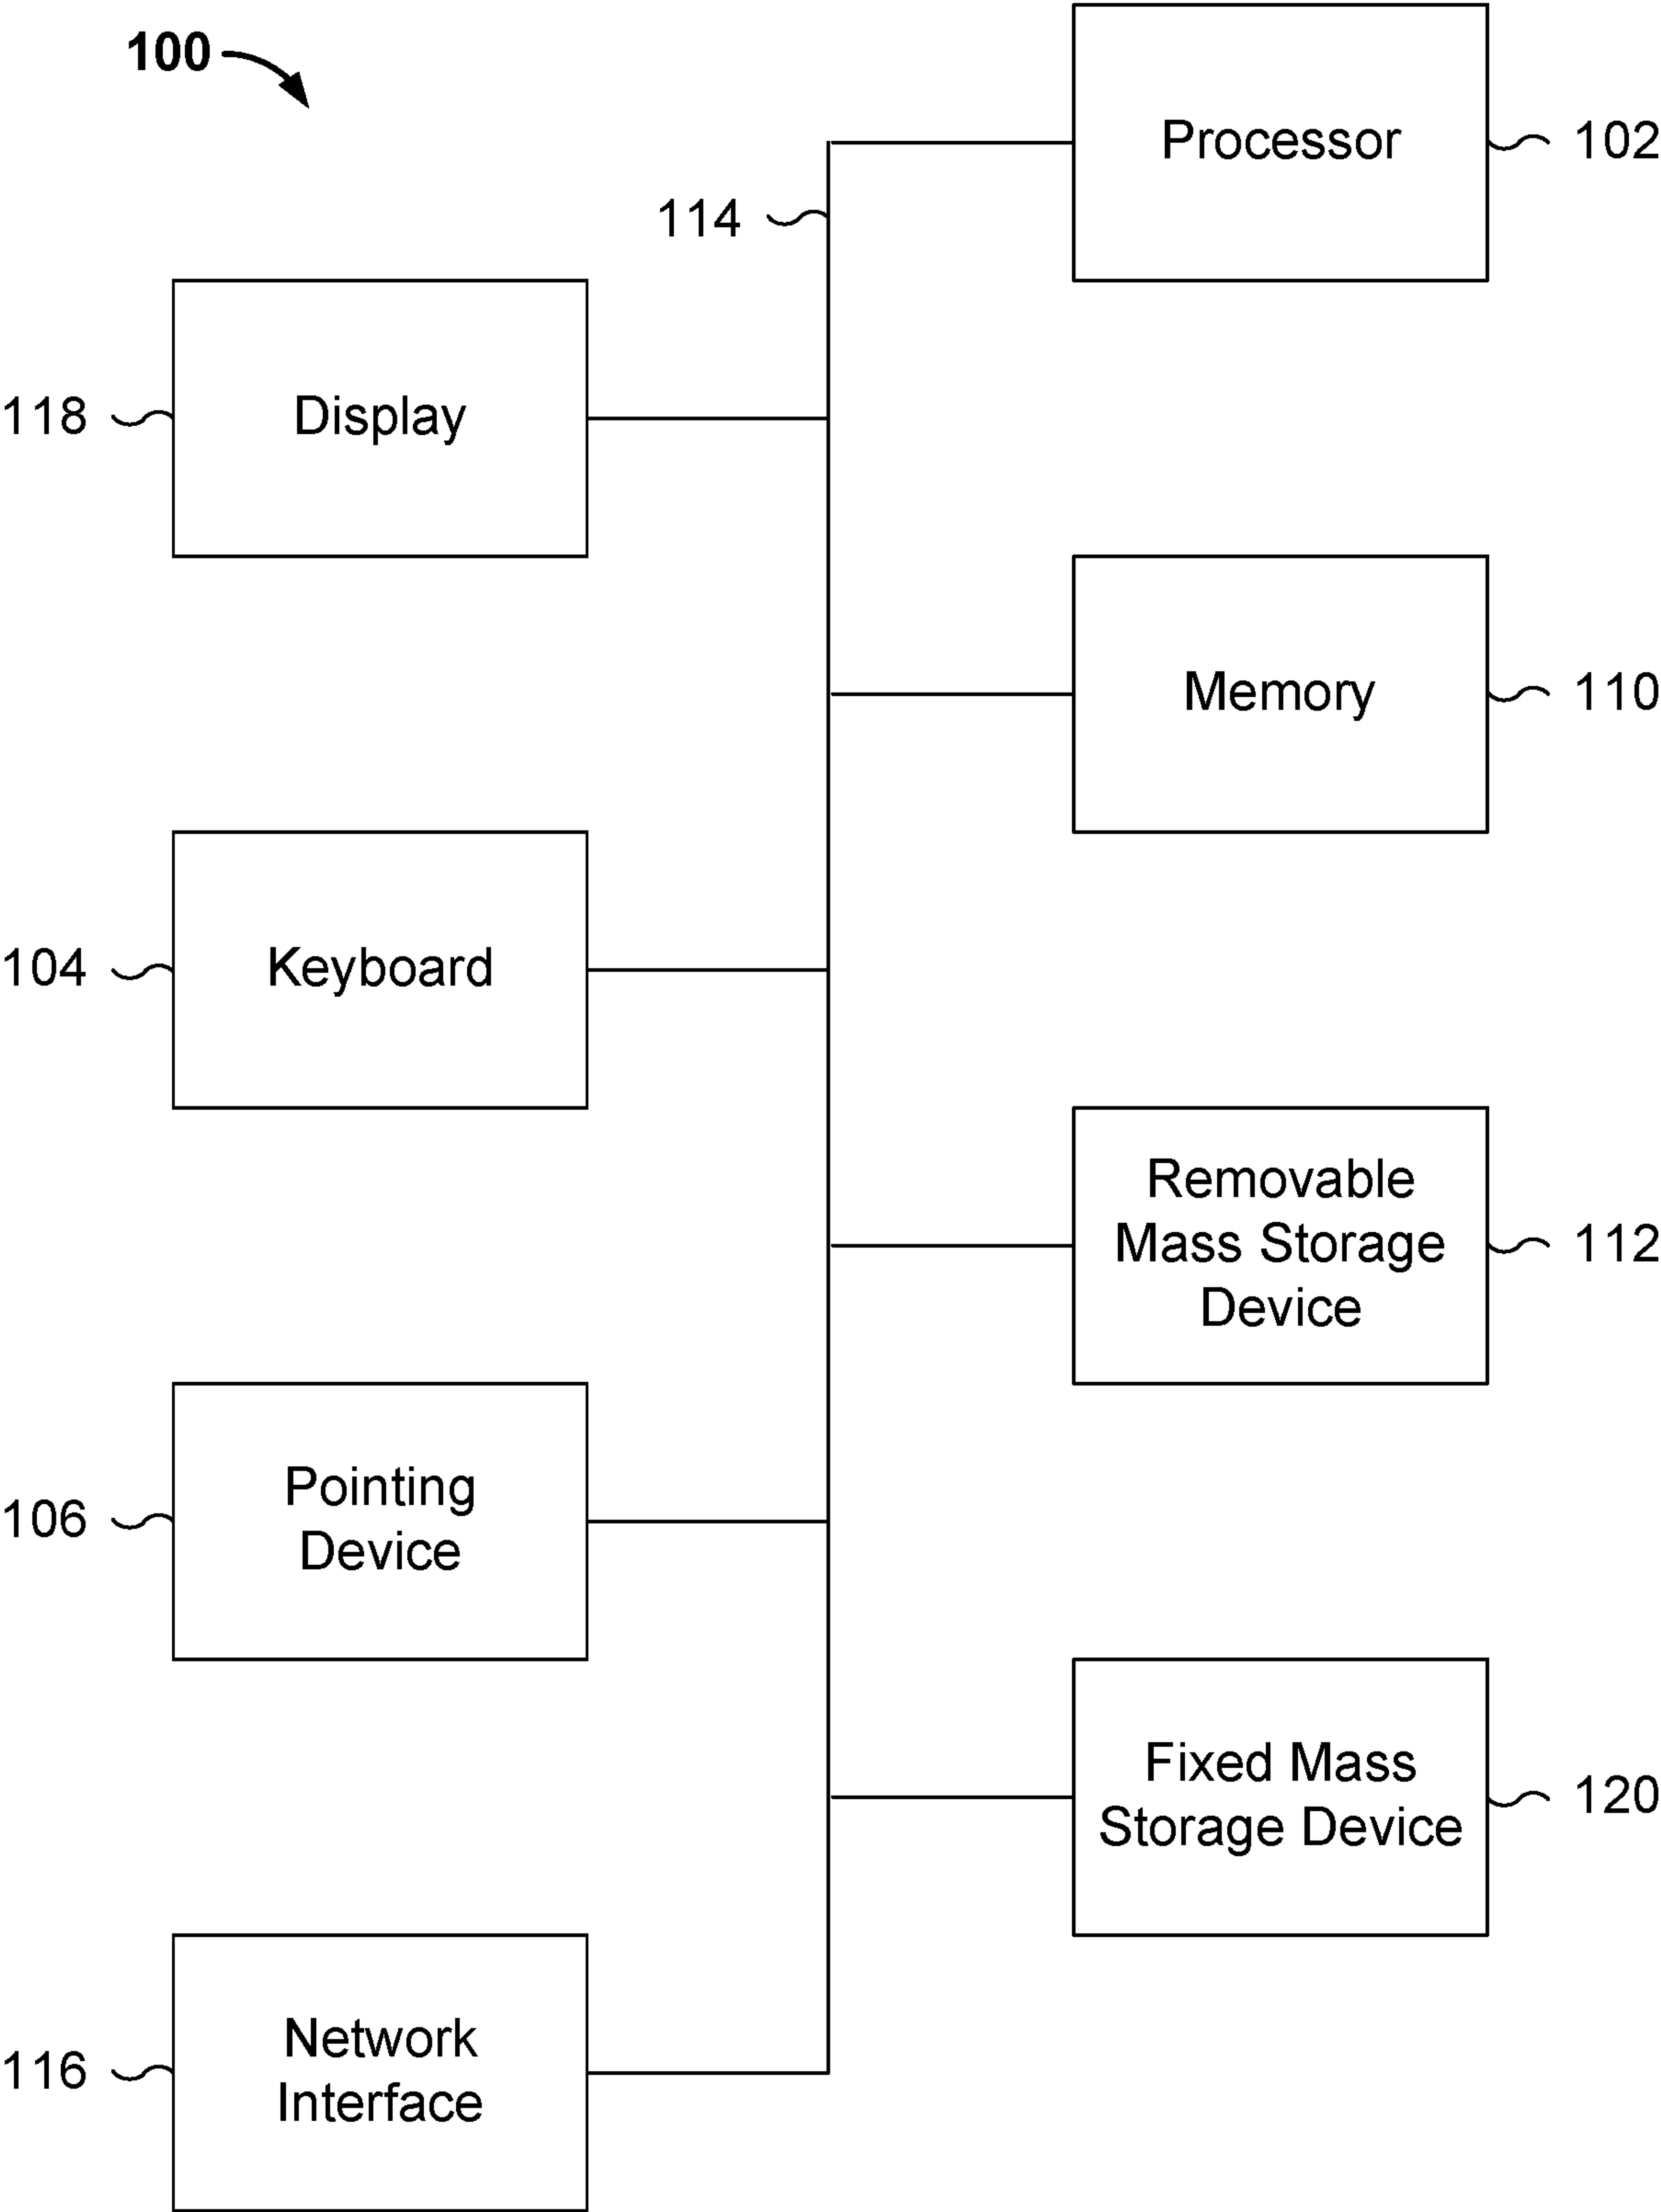 100
Processor
102
114
118
Display
Memory
110
104
Keyboard
Removable
Mass Storage
Device
112
106
Pointing
Device
Fixed Mass
Storage Device
120
116
Network
Interface